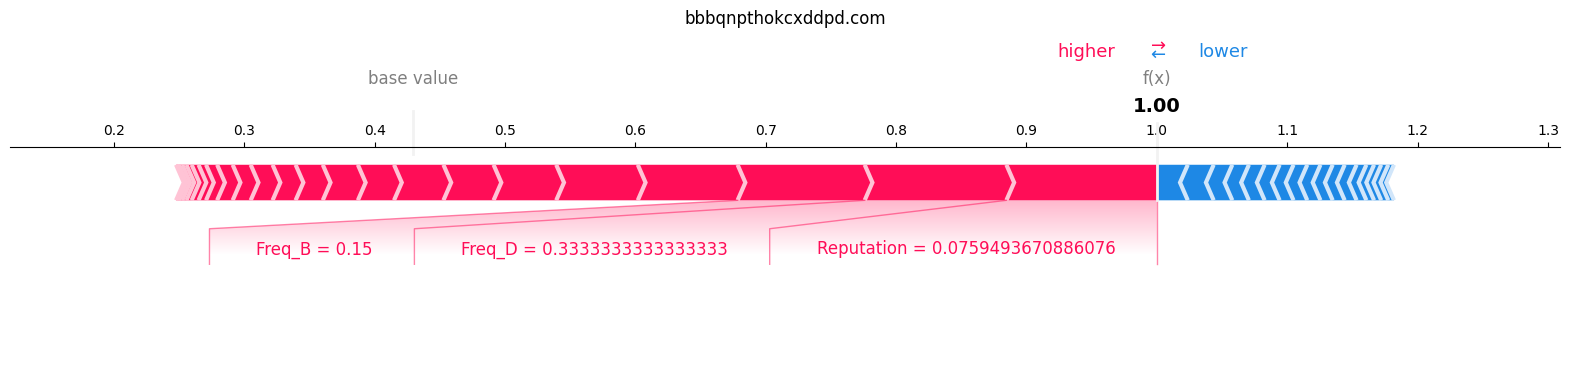 bbbqnpthokcxddpd.com
higher → ← lower
base value f(x)
1.00
0.2 0.3 0.4 0.5 0.6 0.7 0.8 0.9 1.0 1.1 1.2 1.3
Freq_B = 0.15 Freq_D = 0.3333333333333333 Reputation = 0.0759493670886076